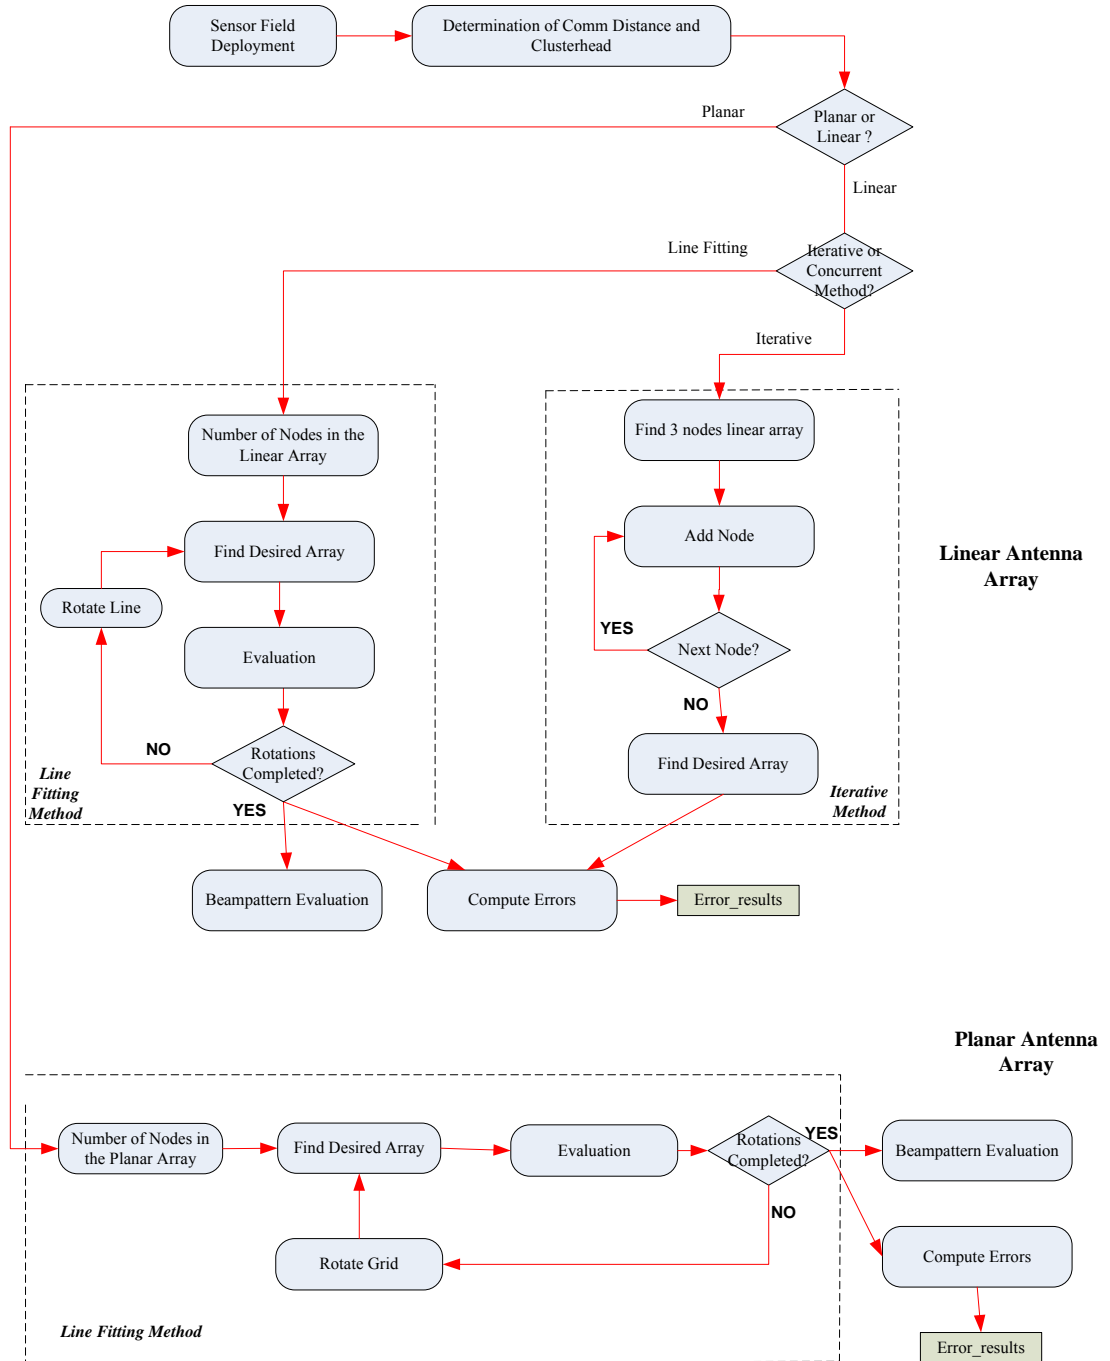 Sensor Field
Deployment
Determination of Comm Distance and
Clusterhead
Planar
Planar or
Linear ?
Linear
Line Fitting
Iterative or
Concurrent
Method?
Iterative
Number of Nodes in the
Linear Array
Find 3 nodes linear array
Find Desired Array
Add Node
Linear Antenna
Array
Rotate Line
YES
Evaluation
Next Node?
NO
NO
Rotations
Completed?
Find Desired Array
Line
Fitting
Method
YES
Iterative
Method
Beampattern Evaluation
Compute Errors
Error_results
Planar Antenna
Array
Number of Nodes in
the Planar Array
Find Desired Array
Evaluation
Rotations
Completed?
YES
Beampattern Evaluation
NO
Rotate Grid
Compute Errors
Line Fitting Method
Error_results